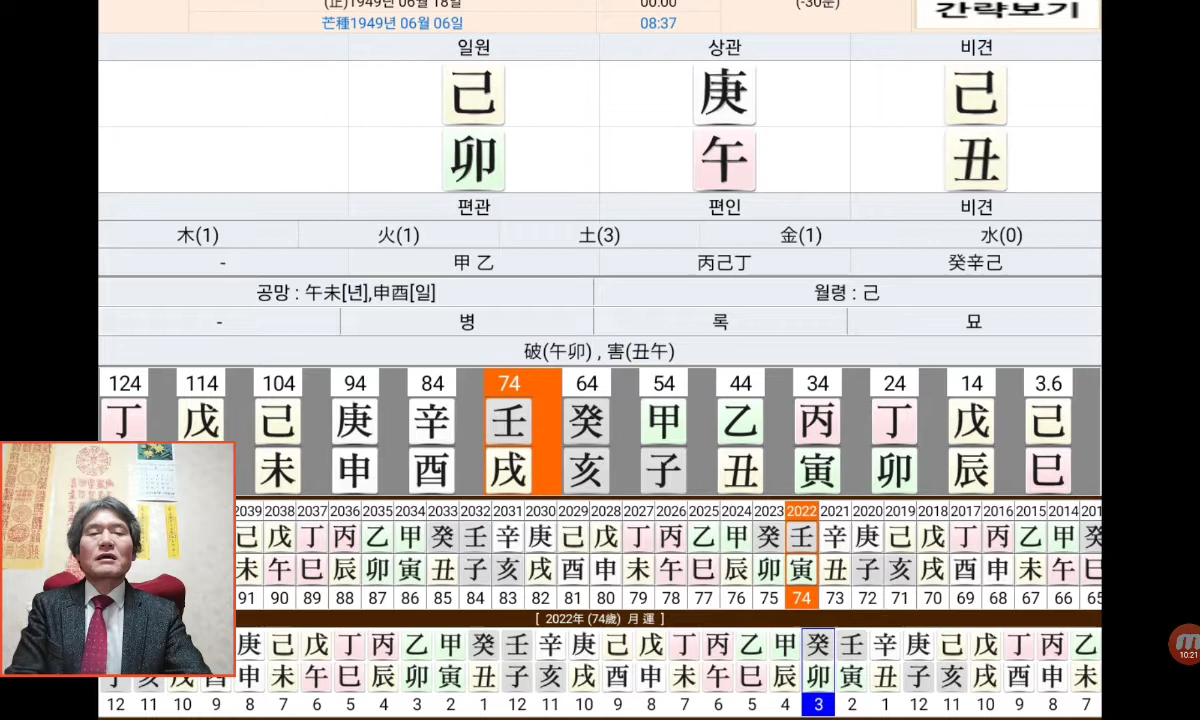 (正)1949년 06월 18일 00:00 (-30분)
芒種1949년 06월 06일 08:37 간략보기
일원 상관 비견
己 庚 己
卯 午 丑
편관 편인 비견
木(1) 火(1) 土(3) 金(1) 水(0)
- 甲 乙 丙己丁 癸辛己
공망 : 午未[년],申酉[일] 월령 : 己
- 병 록 묘
破(午卯) , 害(丑午)
124 114 104 94 84 74 64 54 44 34 24 14 3.6
丁 戊 己 庚 辛 壬 癸 甲 乙 丙 丁 戊 己
未 申 酉 戌 亥 子 丑 寅 卯 辰 巳
2039 2038 2037 2036 2035 2034 2033 2032 2031 2030 2029 2028 2027 2026 2025 2024 2023 2022 2021 2020 2019 2018 2017 2016 2015 2014 201
己 戊 丁 丙 乙 甲 癸 壬 辛 庚 己 戊 丁 丙 乙 甲 癸 壬 辛 庚 己 戊 丁 丙 乙 甲 癸
未 午 巳 辰 卯 寅 丑 子 亥 戌 酉 申 未 午 巳 辰 卯 寅 丑 子 亥 戌 酉 申 未 午 巳
91 90 89 88 87 86 85 84 83 82 81 80 79 78 77 76 75 74 73 72 71 70 69 68 67 66 65
[ 2022年 (74歲) 月 運 ]
庚 己 戊 丁 丙 乙 甲 癸 壬 辛 庚 己 戊 丁 丙 乙 甲 癸 壬 辛 庚 己 戊 丁 丙 乙
丁 亥 戌 酉 申 未 午 巳 辰 卯 寅 丑 子 亥 戌 酉 申 未 午 巳 辰 卯 寅 丑 子 亥 戌 酉 申 未
12 11 10 9 8 7 6 5 4 3 2 1 12 11 10 9 8 7 6 5 4 3 2 1 12 11 10 9 8 7
10:21